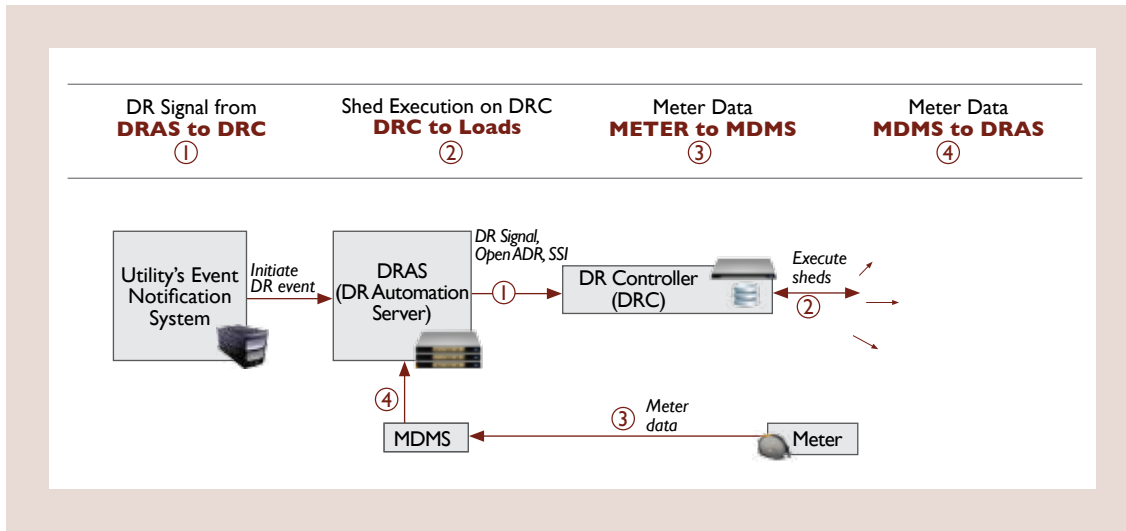 DR Signal from
DRAS to DRC
①
Shed Execution on DRC
DRC to Loads
②
Meter Data
METER to MDMS
③
Meter Data
MDMS to DRAS
④
Utility's Event
Notification
System
Initiate
DR event
DRAS
(DR Automation
Server)
DR Signal,
Open ADR, SSI
①
DR Controller
(DRC)
Execute
sheds
②
④
MDMS
③
Meter
data
Meter